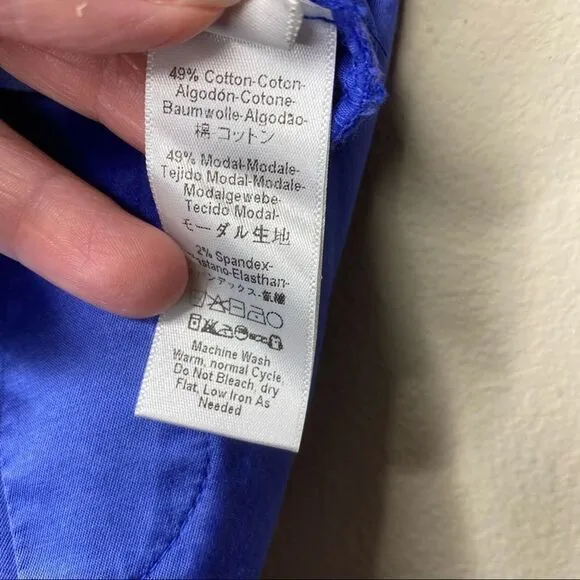 49% Cotton-Coton-
Algodón-Cotone-
Baumwolle-Algodão-
棉-コットン
49% Modal-Modale-
Tejido Modal-Modale-
Modalgewebe-
Tecido Modal-
モーダル生地
2% Spandex-
Elasthan-
Machine Wash
Warm, normal Cycle,
Do Not Bleach, dry
Flat, Low Iron As
Needed